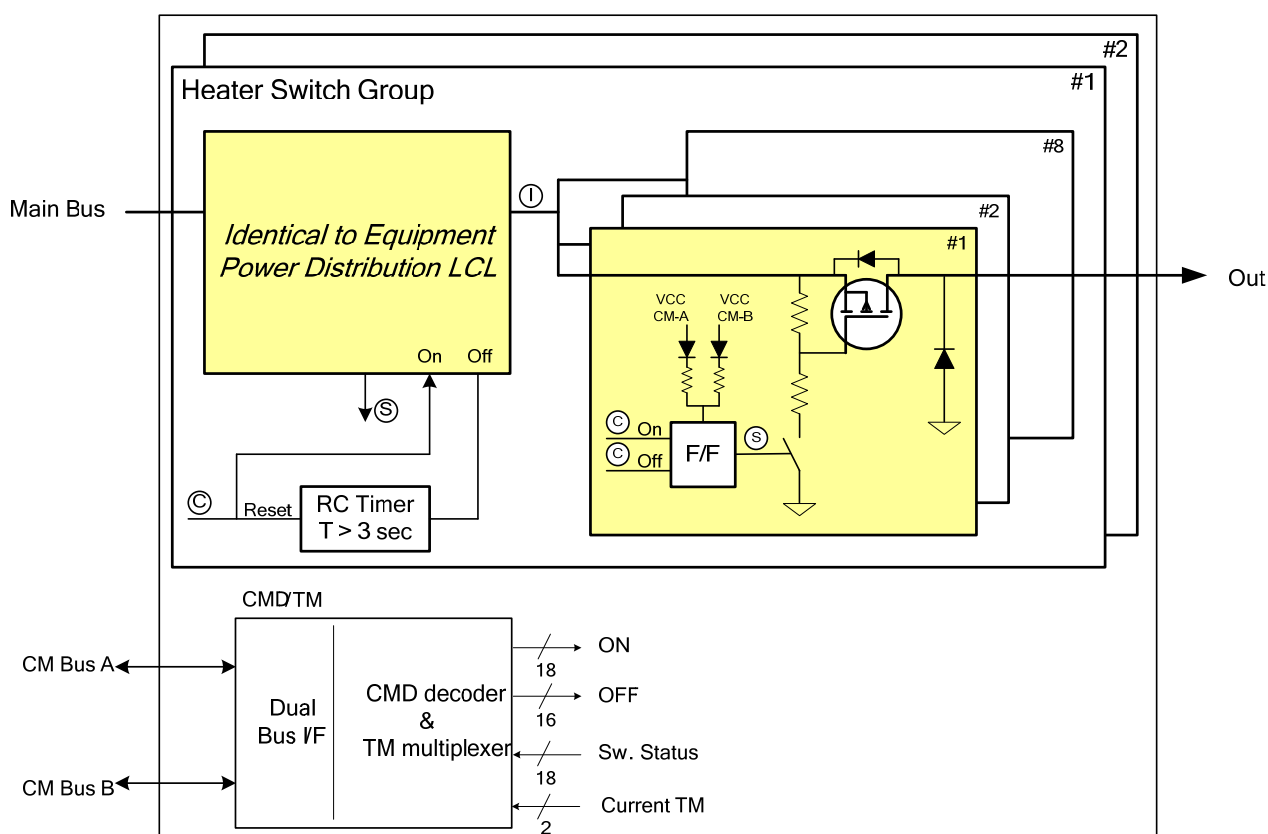 #2
#1
Heater Switch Group
#8
Main Bus
I
#2
Identical to Equipment
Power Distribution LCL
#1
Out
VCC
CM-A
VCC
CM-B
On
Off
S
C
On
C
Off
F/F
S
C
Reset
RC Timer
T > 3 sec
CMD/TM
CM Bus A
CM Bus B
Dual
Bus I/F
CMD decoder
&
TM multiplexer
18
ON
16
OFF
18
Sw. Status
2
Current TM